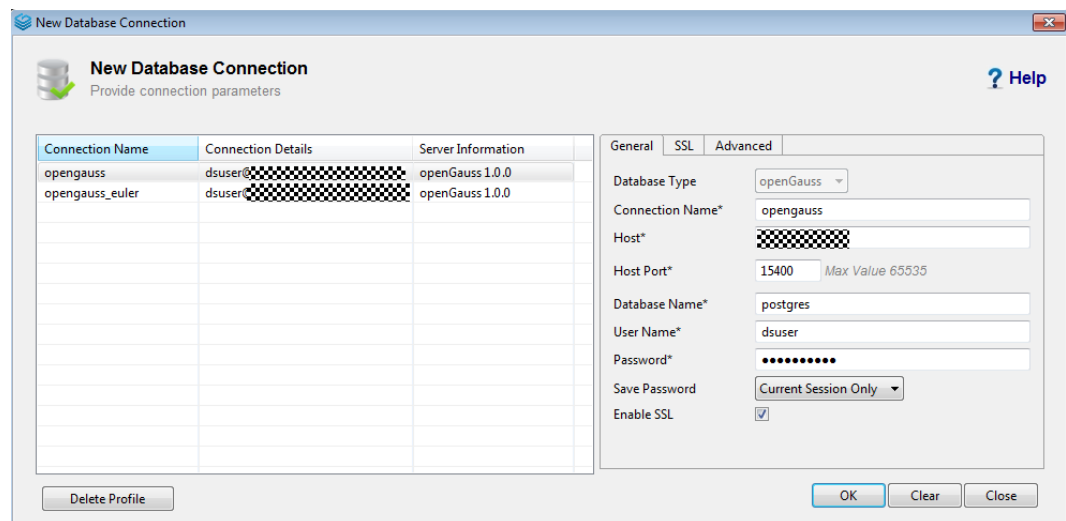 New Database Connection
New Database Connection
Provide connection parameters
? Help
Connection Name Connection Details Server Information
opengauss dsuser@ openGauss 1.0.0
opengauss_euler dsuser@ openGauss 1.0.0
General SSL Advanced
Database Type openGauss
Connection Name* opengauss
Host*
Host Port* 15400 Max Value 65535
Database Name* postgres
User Name* dsuser
Password* ●●●●●●●●●●
Save Password Current Session Only
Enable SSL
Delete Profile OK Clear Close